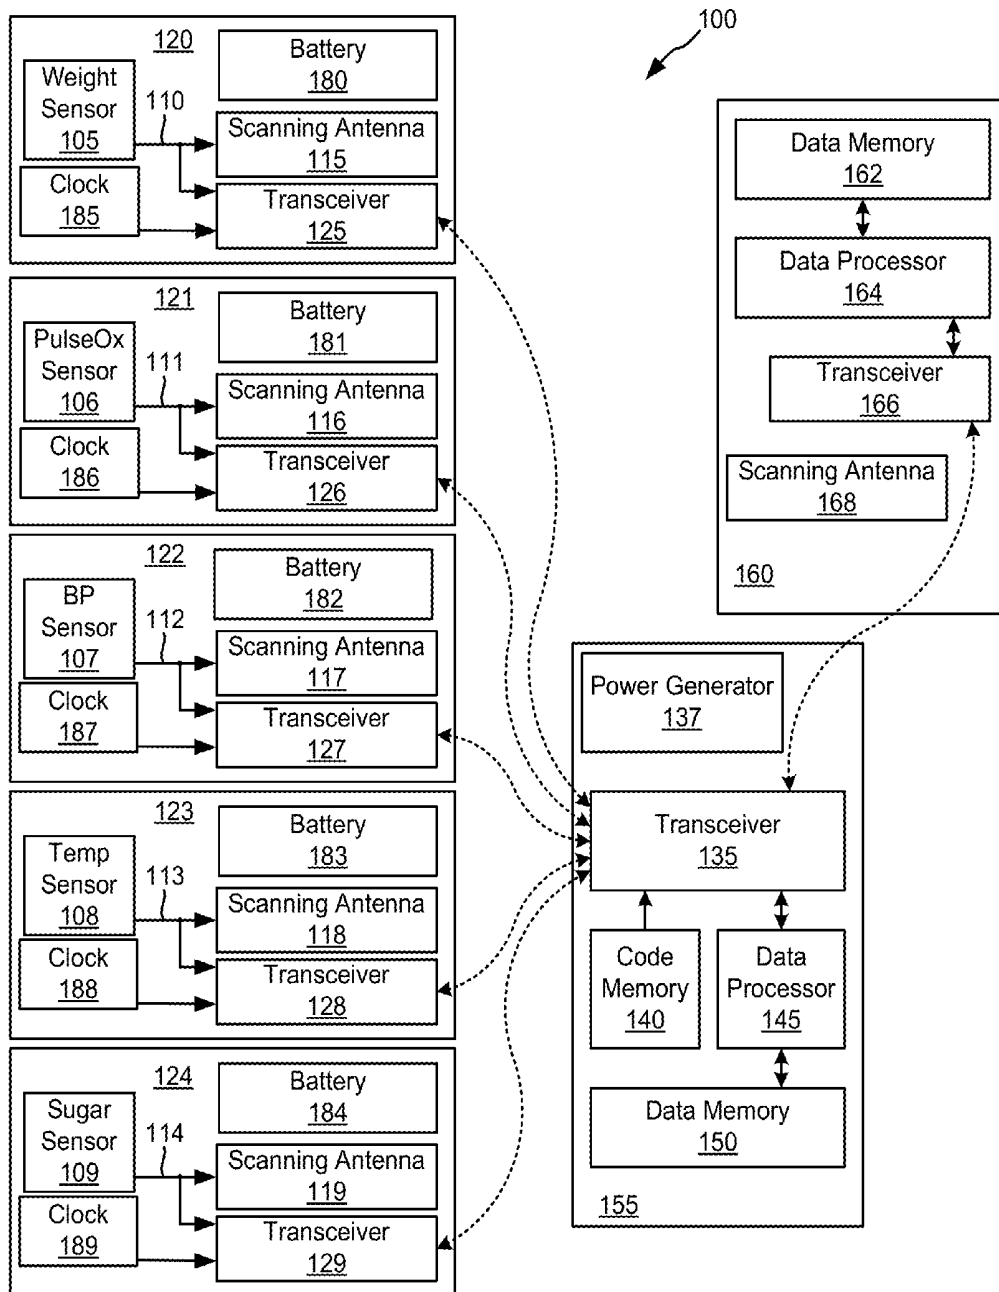 100
120
Weight
Sensor
105
110
Battery
180
Scanning Antenna
115
Clock
185
Transceiver
125
121
PulseOx
Sensor
106
111
Battery
181
Scanning Antenna
116
Clock
186
Transceiver
126
122
BP
Sensor
107
112
Battery
182
Scanning Antenna
117
Clock
187
Transceiver
127
123
Temp
Sensor
108
113
Battery
183
Scanning Antenna
118
Clock
188
Transceiver
128
124
Sugar
Sensor
109
114
Battery
184
Scanning Antenna
119
Clock
189
Transceiver
129
Data Memory
162
Data Processor
164
Transceiver
166
Scanning Antenna
168
160
Power Generator
137
Transceiver
135
Code
Memory
140
Data
Processor
145
Data Memory
150
155